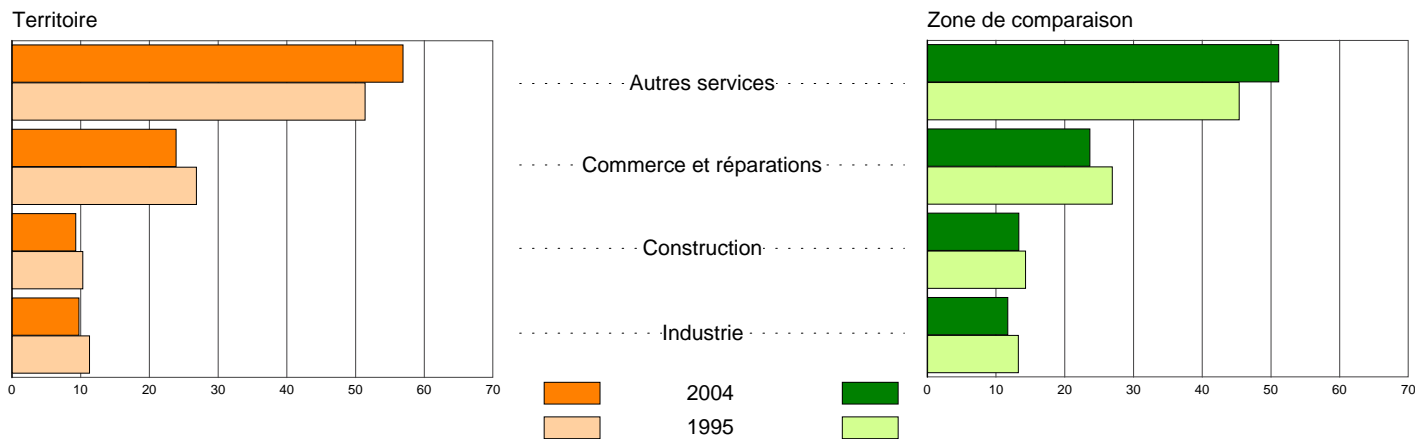 Territoire
Zone de comparaison
Autres services
Commerce et réparations
Construction
Industrie
0 10 20 30 40 50 60 70
0 10 20 30 40 50 60 70
2004
1995